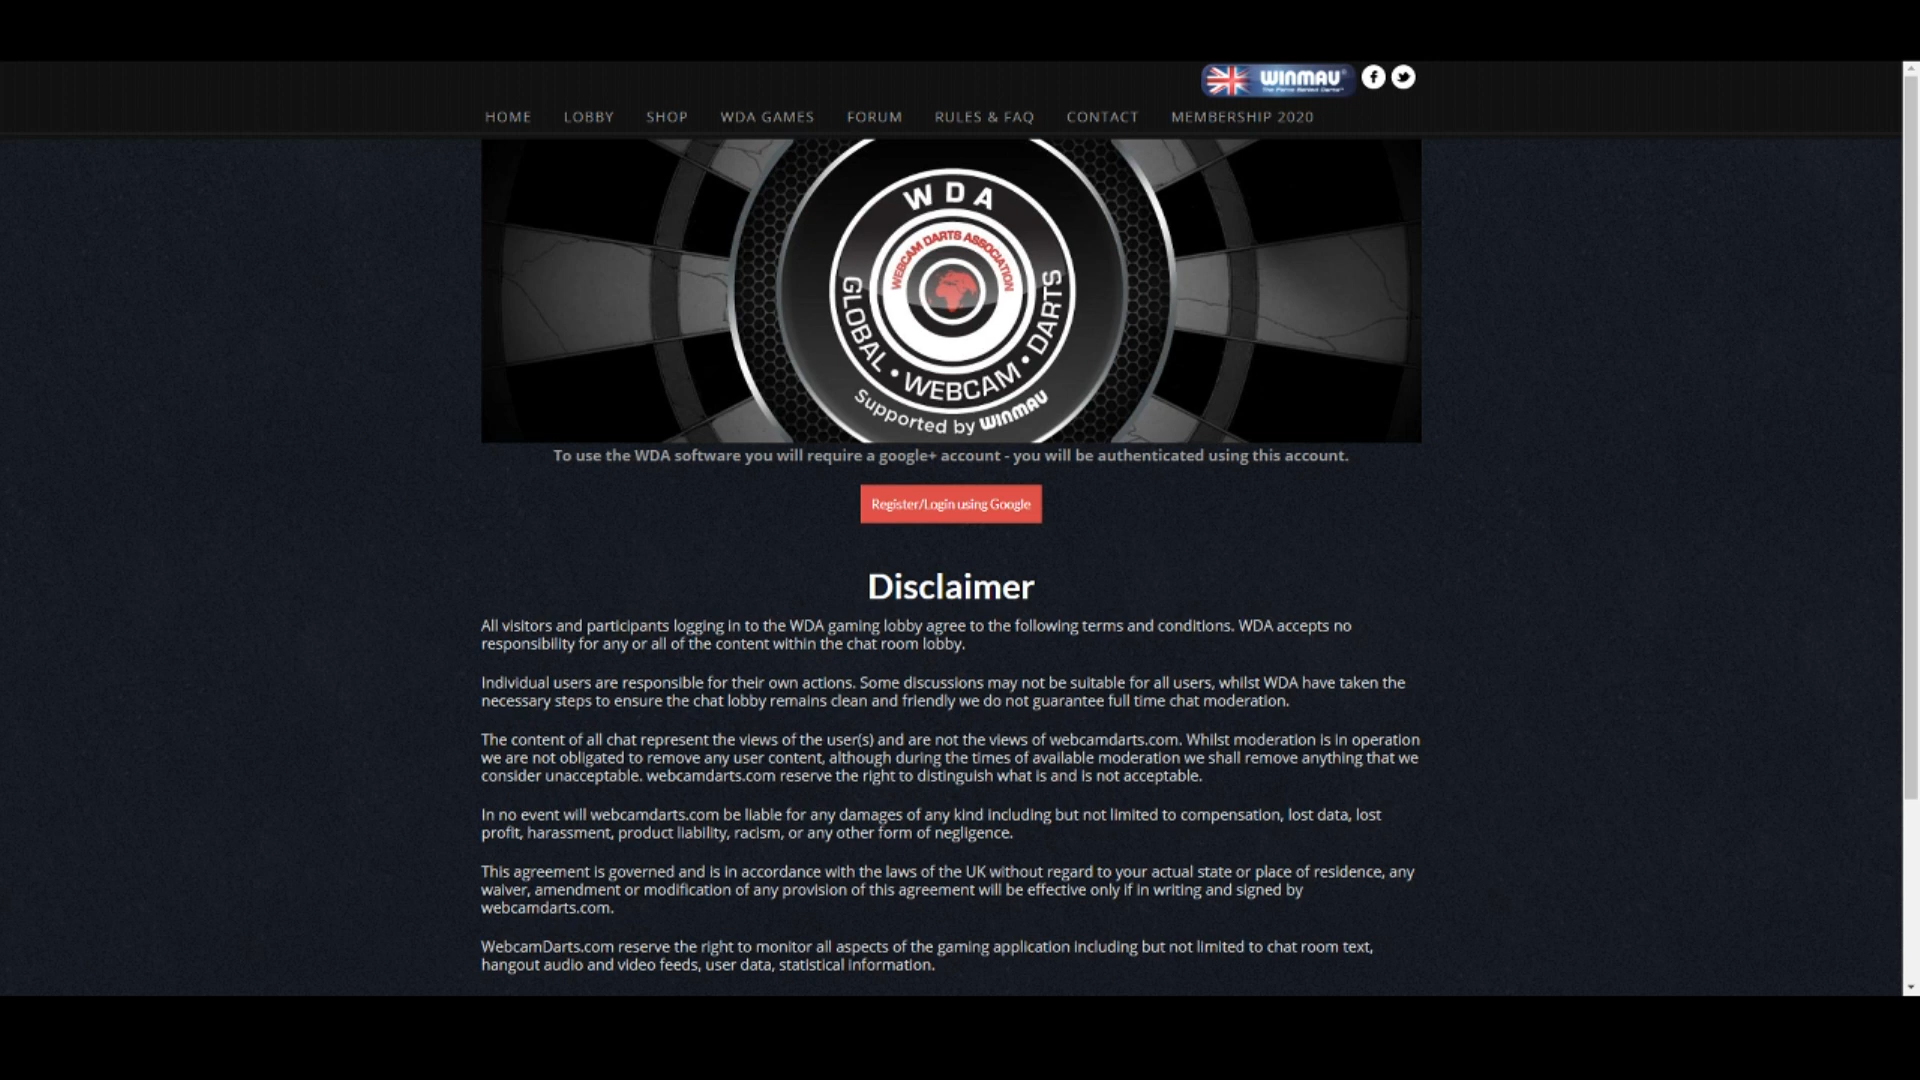 WINMAU®
The Force Behind Darts™
HOME LOBBY SHOP WDA GAMES FORUM RULES & FAQ CONTACT MEMBERSHIP 2020
WDA
WEBCAM DARTS ASSOCIATION
GLOBAL • WEBCAM • DARTS
Supported by WINMAU
To use the WDA software you will require a google+ account - you will be authenticated using this account.
Register/Login using Google
Disclaimer
All visitors and participants logging in to the WDA gaming lobby agree to the following terms and conditions. WDA accepts no
responsibility for any or all of the content within the chat room lobby.
Individual users are responsible for their own actions. Some discussions may not be suitable for all users, whilst WDA have taken the
necessary steps to ensure the chat lobby remains clean and friendly we do not guarantee full time chat moderation.
The content of all chat represent the views of the user(s) and are not the views of webcamdarts.com. Whilst moderation is in operation
we are not obligated to remove any user content, although during the times of available moderation we shall remove anything that we
consider unacceptable. webcamdarts.com reserve the right to distinguish what is and is not acceptable.
In no event will webcamdarts.com be liable for any damages of any kind including but not limited to compensation, lost data, lost
profit, harassment, product liability, racism, or any other form of negligence.
This agreement is governed and is in accordance with the laws of the UK without regard to your actual state or place of residence, any
waiver, amendment or modification of any provision of this agreement will be effective only if in writing and signed by
webcamdarts.com.
WebcamDarts.com reserve the right to monitor all aspects of the gaming application including but not limited to chat room text,
hangout audio and video feeds, user data, statistical information.